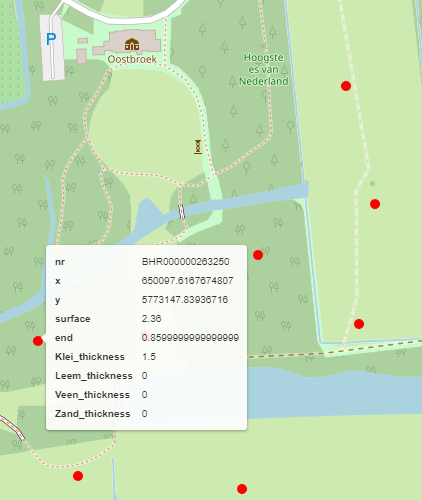 P
Oostbroek
Hoogste
es van
Nederland
nr BHR000000263250
x 650097.6167674807
y 5773147.83936716
surface 2.36
end 0.8599999999999999
Klei_thickness 1.5
Leem_thickness 0
Veen_thickness 0
Zand_thickness 0